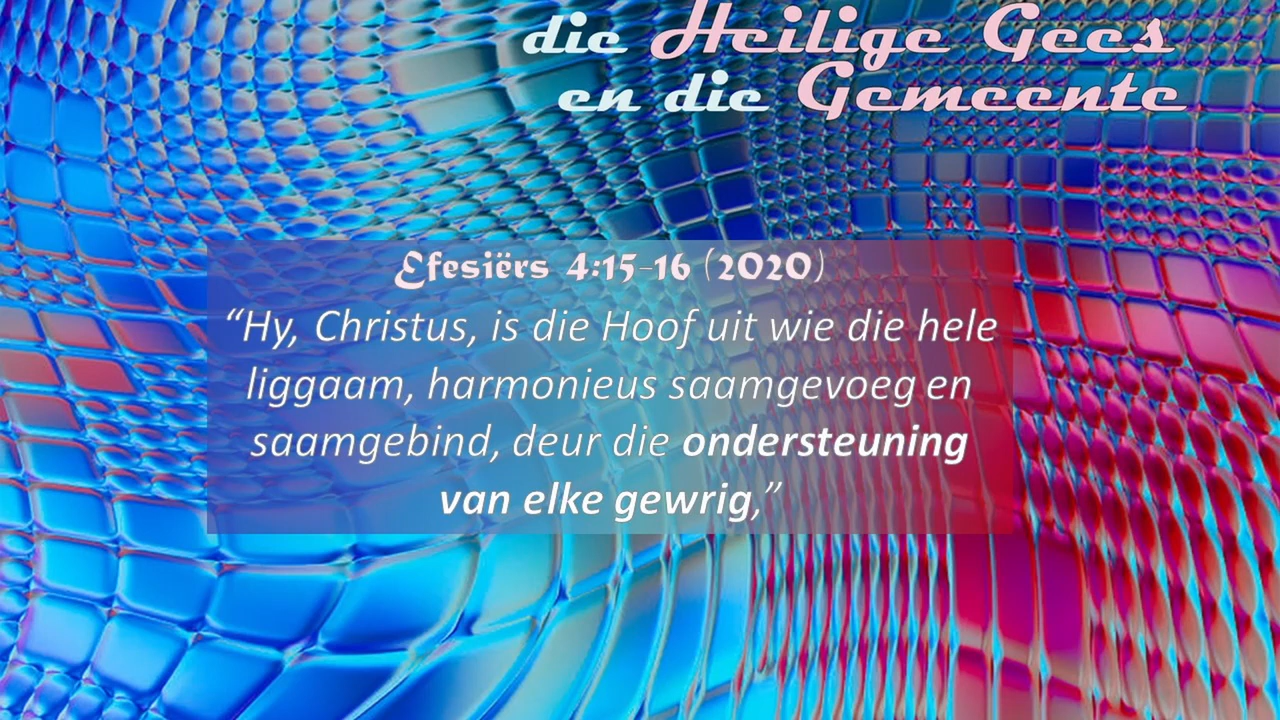 die Heilige Gees
en die Gemeente
Efesiërs 4:15-16 (2020)
“Hy, Christus, is die Hoof uit wie die hele
liggaam, harmonieus saamgevoeg en
saamgebind, deur die ondersteuning
van elke gewrig,”